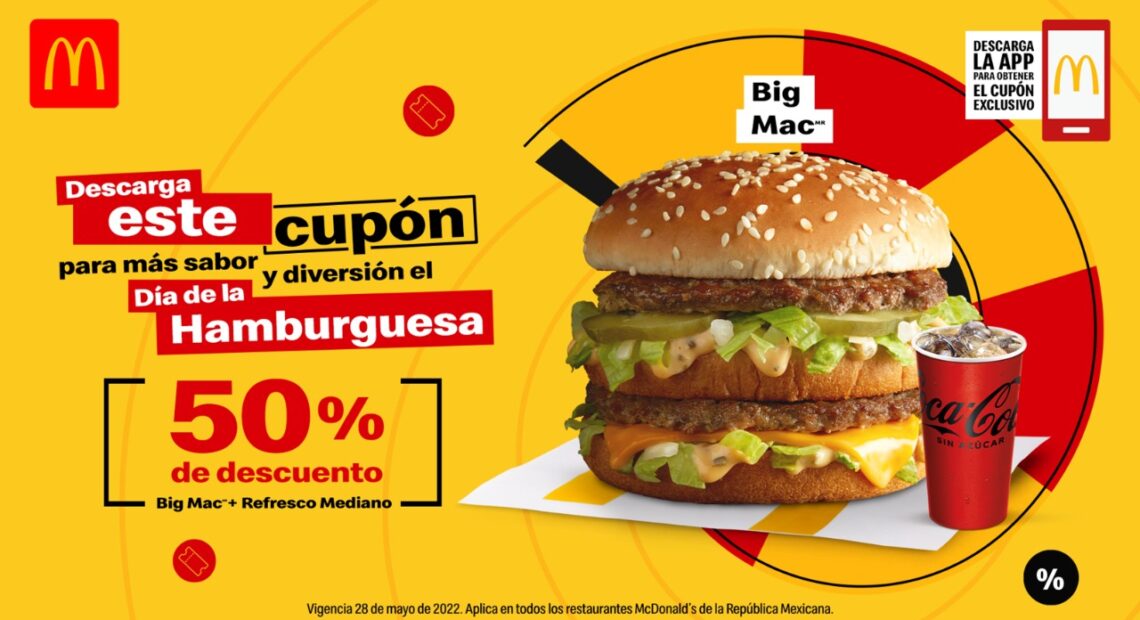 Descarga
este cupón
para más sabor y diversión el
Día de la
Hamburguesa
50%
de descuento
Big Mac + Refresco Mediano
Big
Mac MR
DESCARGA
LA APP
PARA OBTENER
EL CUPÓN
EXCLUSIVO
SIN AZÚCAR
%
Vigencia 28 de mayo de 2022. Aplica en todos los restaurantes McDonald's de la República Mexicana.